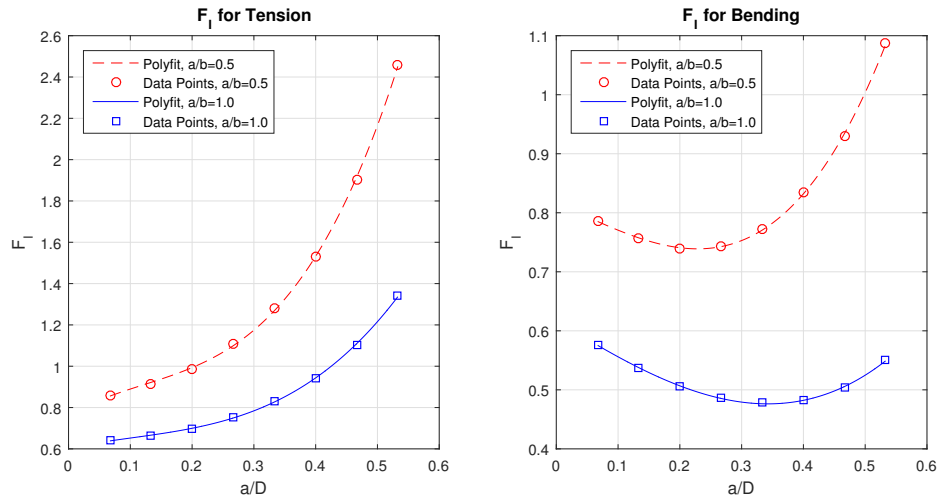 F_I for Tension
2.6
2.4
2.2
2
1.8
1.6
1.4
1.2
1
0.8
0.6
F_I
Polyfit, a/b=0.5
Data Points, a/b=0.5
Polyfit, a/b=1.0
Data Points, a/b=1.0
0 0.1 0.2 0.3 0.4 0.5 0.6
a/D
F_I for Bending
1.1
1
0.9
0.8
0.7
0.6
0.5
0.4
F_I
Polyfit, a/b=0.5
Data Points, a/b=0.5
Polyfit, a/b=1.0
Data Points, a/b=1.0
0 0.1 0.2 0.3 0.4 0.5 0.6
a/D